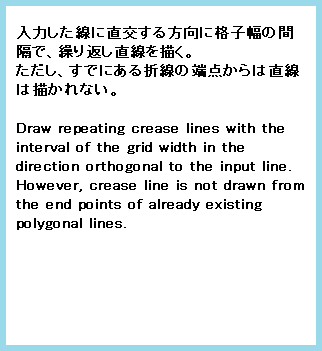 入力した線に直交する方向に格子幅の間
隔で、繰り返し直線を描く。
ただし、すでにある折線の端点からは直線
は描かれない。
Draw repeating crease lines with the
interval of the grid width in the
direction orthogonal to the input line.
However, crease line is not drawn from
the end points of already existing
polygonal lines.